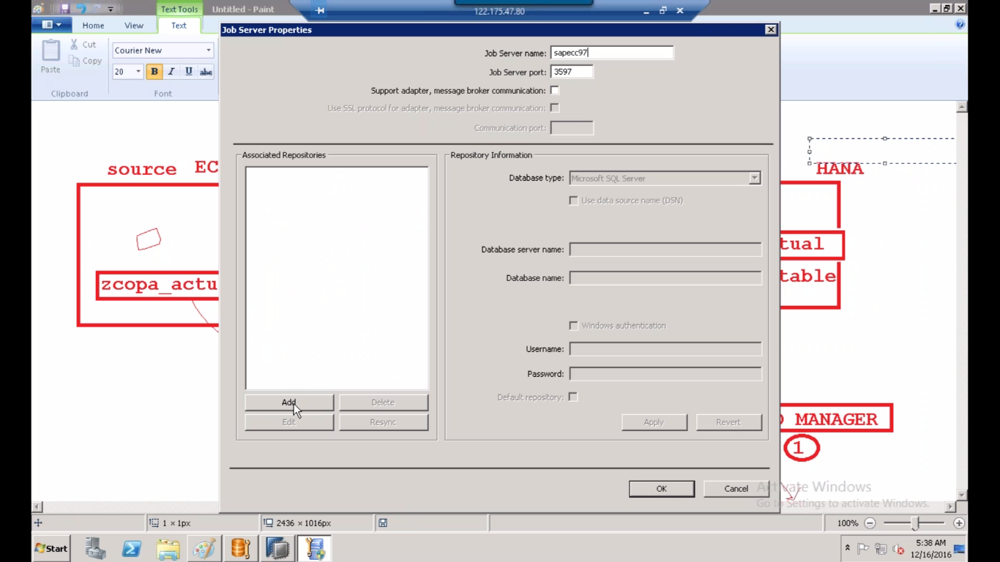 Text Tools
Untitled - Paint
122.175.47.80
Home
View
Text
Job Server Properties
Paste
Cut
Copy
Clipboard
Courier New
20
B
I
U
abc
Font
Job Server name:
sapecc97
Job Server port:
3597
Support adapter, message broker communication:
Use SSL protocol for adapter, message broker communication:
Communication port:
Associated Repositories
Add
Delete
Edit
Resync
Repository Information
Database type:
Microsoft SQL Server
Use data source name (DSN)
Database server name:
Database name:
Windows authentication
Username:
Password:
Default repository:
Apply
Revert
OK
Cancel
source EC
zcopa_actu
HANA
tual
table
MANAGER
1
Activate Windows
Go to Settings to activate Windows.
1 × 1px
2436 × 1016px
100%
Start
5:38 AM
12/16/2016